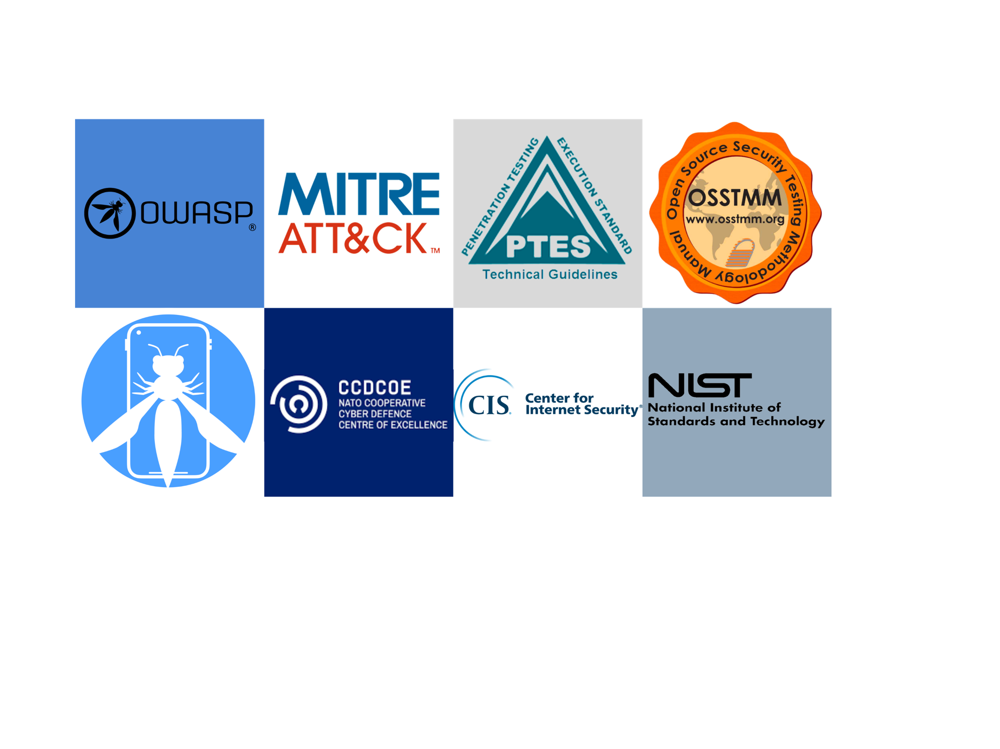 OWASP®
MITRE
ATT&CK™
PENETRATION TESTING
EXECUTION STANDARD
PTES
Technical Guidelines
Open Source Security Testing Methodology Manual
OSSTMM
www.osstmm.org
CCDCOE
NATO COOPERATIVE
CYBER DEFENCE
CENTRE OF EXCELLENCE
CIS®
Center for
Internet Security®
NIST
National Institute of
Standards and Technology